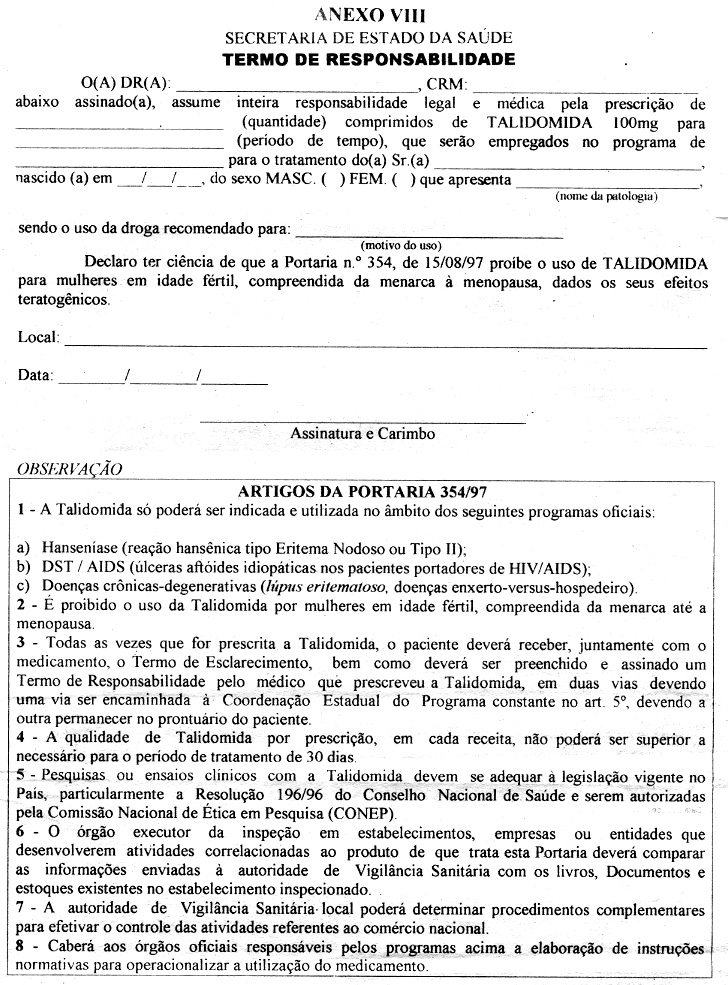 ANEXO VIII
SECRETARIA DE ESTADO DA SAÚDE
TERMO DE RESPONSABILIDADE
O(A) DR(A): ______________________________, CRM: ____________________________
abaixo assinado(a), assume inteira responsabilidade legal e médica pela prescrição de
__________________________ (quantidade) comprimidos de TALIDOMIDA 100mg para
__________________________ (período de tempo), que serão empregados no programa de
__________________________ para o tratamento do(a) Sr.(a) _________________________________,
nascido (a) em ___/___/___, do sexo MASC. ( ) FEM. ( ) que apresenta _______________________,
(nome da patologia)
sendo o uso da droga recomendado para: _________________________________
(motivo do uso)
Declaro ter ciência de que a Portaria n.º 354, de 15/08/97 proíbe o uso de TALIDOMIDA
para mulheres em idade fértil, compreendida da menarca à menopausa, dados os seus efeitos
teratogênicos.
Local: ________________________________________________________________________________
Data: ________/________/________
________________________________________
Assinatura e Carimbo
OBSERVAÇÃO
ARTIGOS DA PORTARIA 354/97
1 - A Talidomida só poderá ser indicada e utilizada no âmbito dos seguintes programas oficiais:
a) Hanseníase (reação hansênica tipo Eritema Nodoso ou Tipo II);
b) DST / AIDS (úlceras aftóides idiopáticas nos pacientes portadores de HIV/AIDS);
c) Doenças crônicas-degenerativas (lúpus eritematoso, doenças enxerto-versus-hospedeiro).
2 - É proibido o uso da Talidomida por mulheres em idade fértil, compreendida da menarca até a
menopausa.
3 - Todas as vezes que for prescrita a Talidomida, o paciente deverá receber, juntamente com o
medicamento, o Termo de Esclarecimento, bem como deverá ser preenchido e assinado um
Termo de Responsabilidade pelo médico que prescreveu a Talidomida, em duas vias devendo
uma via ser encaminhada à Coordenação Estadual do Programa constante no art. 5º, devendo a
outra permanecer no prontuário do paciente.
4 - A qualidade de Talidomida por prescrição, em cada receita, não poderá ser superior a
necessário para o período de tratamento de 30 dias.
5 - Pesquisas ou ensaios clínicos com a Talidomida devem se adequar à legislação vigente no
País, particularmente a Resolução 196/96 do Conselho Nacional de Saúde e serem autorizadas
pela Comissão Nacional de Ética em Pesquisa (CONEP).
6 - O órgão executor da inspeção em estabelecimentos, empresas ou entidades que
desenvolverem atividades correlacionadas ao produto de que trata esta Portaria deverá comparar
as informações enviadas à autoridade de Vigilância Sanitária com os livros, Documentos e
estoques existentes no estabelecimento inspecionado.
7 - A autoridade de Vigilância Sanitária local poderá determinar procedimentos complementares
para efetivar o controle das atividades referentes ao comércio nacional.
8 - Caberá aos órgãos oficiais responsáveis pelos programas acima a elaboração de instruções
normativas para operacionalizar a utilização do medicamento.